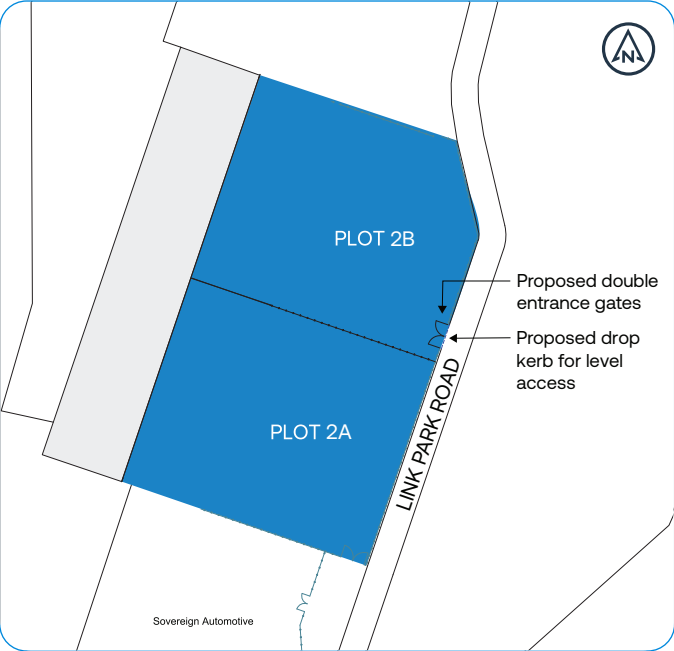 N
PLOT 2B
Proposed double
entrance gates
Proposed drop
kerb for level
access
LINK PARK ROAD
PLOT 2A
Sovereign Automotive